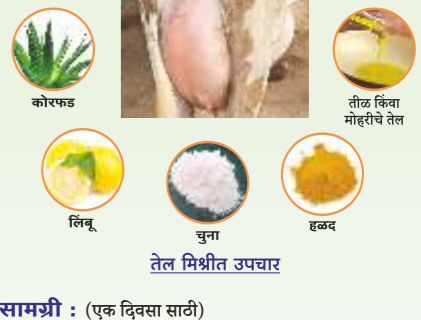 कोरफड
तीळ किंवा
मोहरीचे तेल
लिंबू
चुना
हळद
तेल मिश्रीत उपचार
सामग्री : (एक दिवसा साठी)